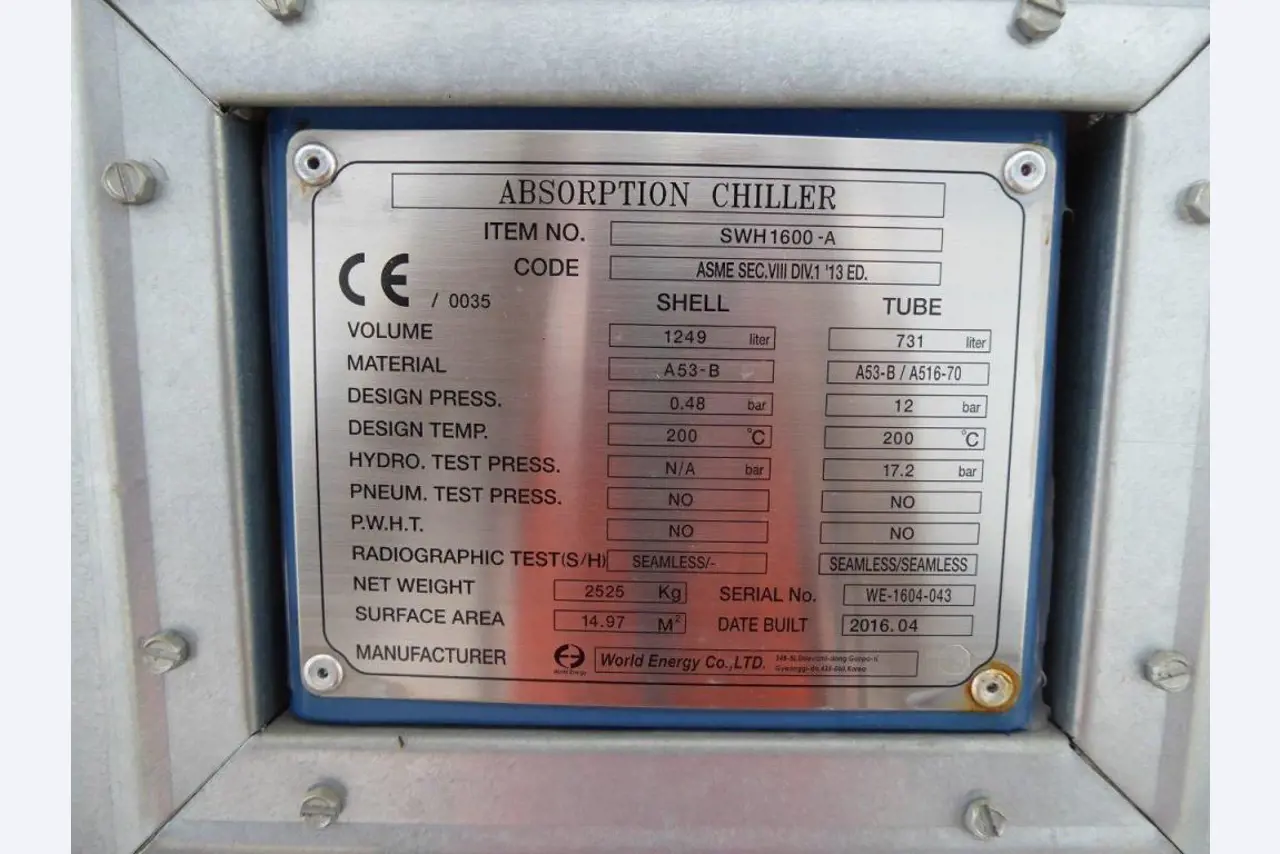 ABSORPTION CHILLER
ITEM NO. SWH1600-A
CODE ASME SEC.VIII DIV.1 '13 ED.
CE / 0035 SHELL TUBE
VOLUME 1249 liter 731 liter
MATERIAL A53-B A53-B / A516-70
DESIGN PRESS. 0.48 bar 12 bar
DESIGN TEMP. 200 °C 200 °C
HYDRO. TEST PRESS. N/A bar 17.2 bar
PNEUM. TEST PRESS. NO NO
P.W.H.T. NO NO
RADIOGRAPHIC TEST(S/H) SEAMLESS/- SEAMLESS/SEAMLESS
NET WEIGHT 2525 Kg SERIAL No. WE-1604-043
SURFACE AREA 14.97 M² DATE BUILT 2016.04
MANUFACTURER World Energy World Energy Co.,LTD.
Korea